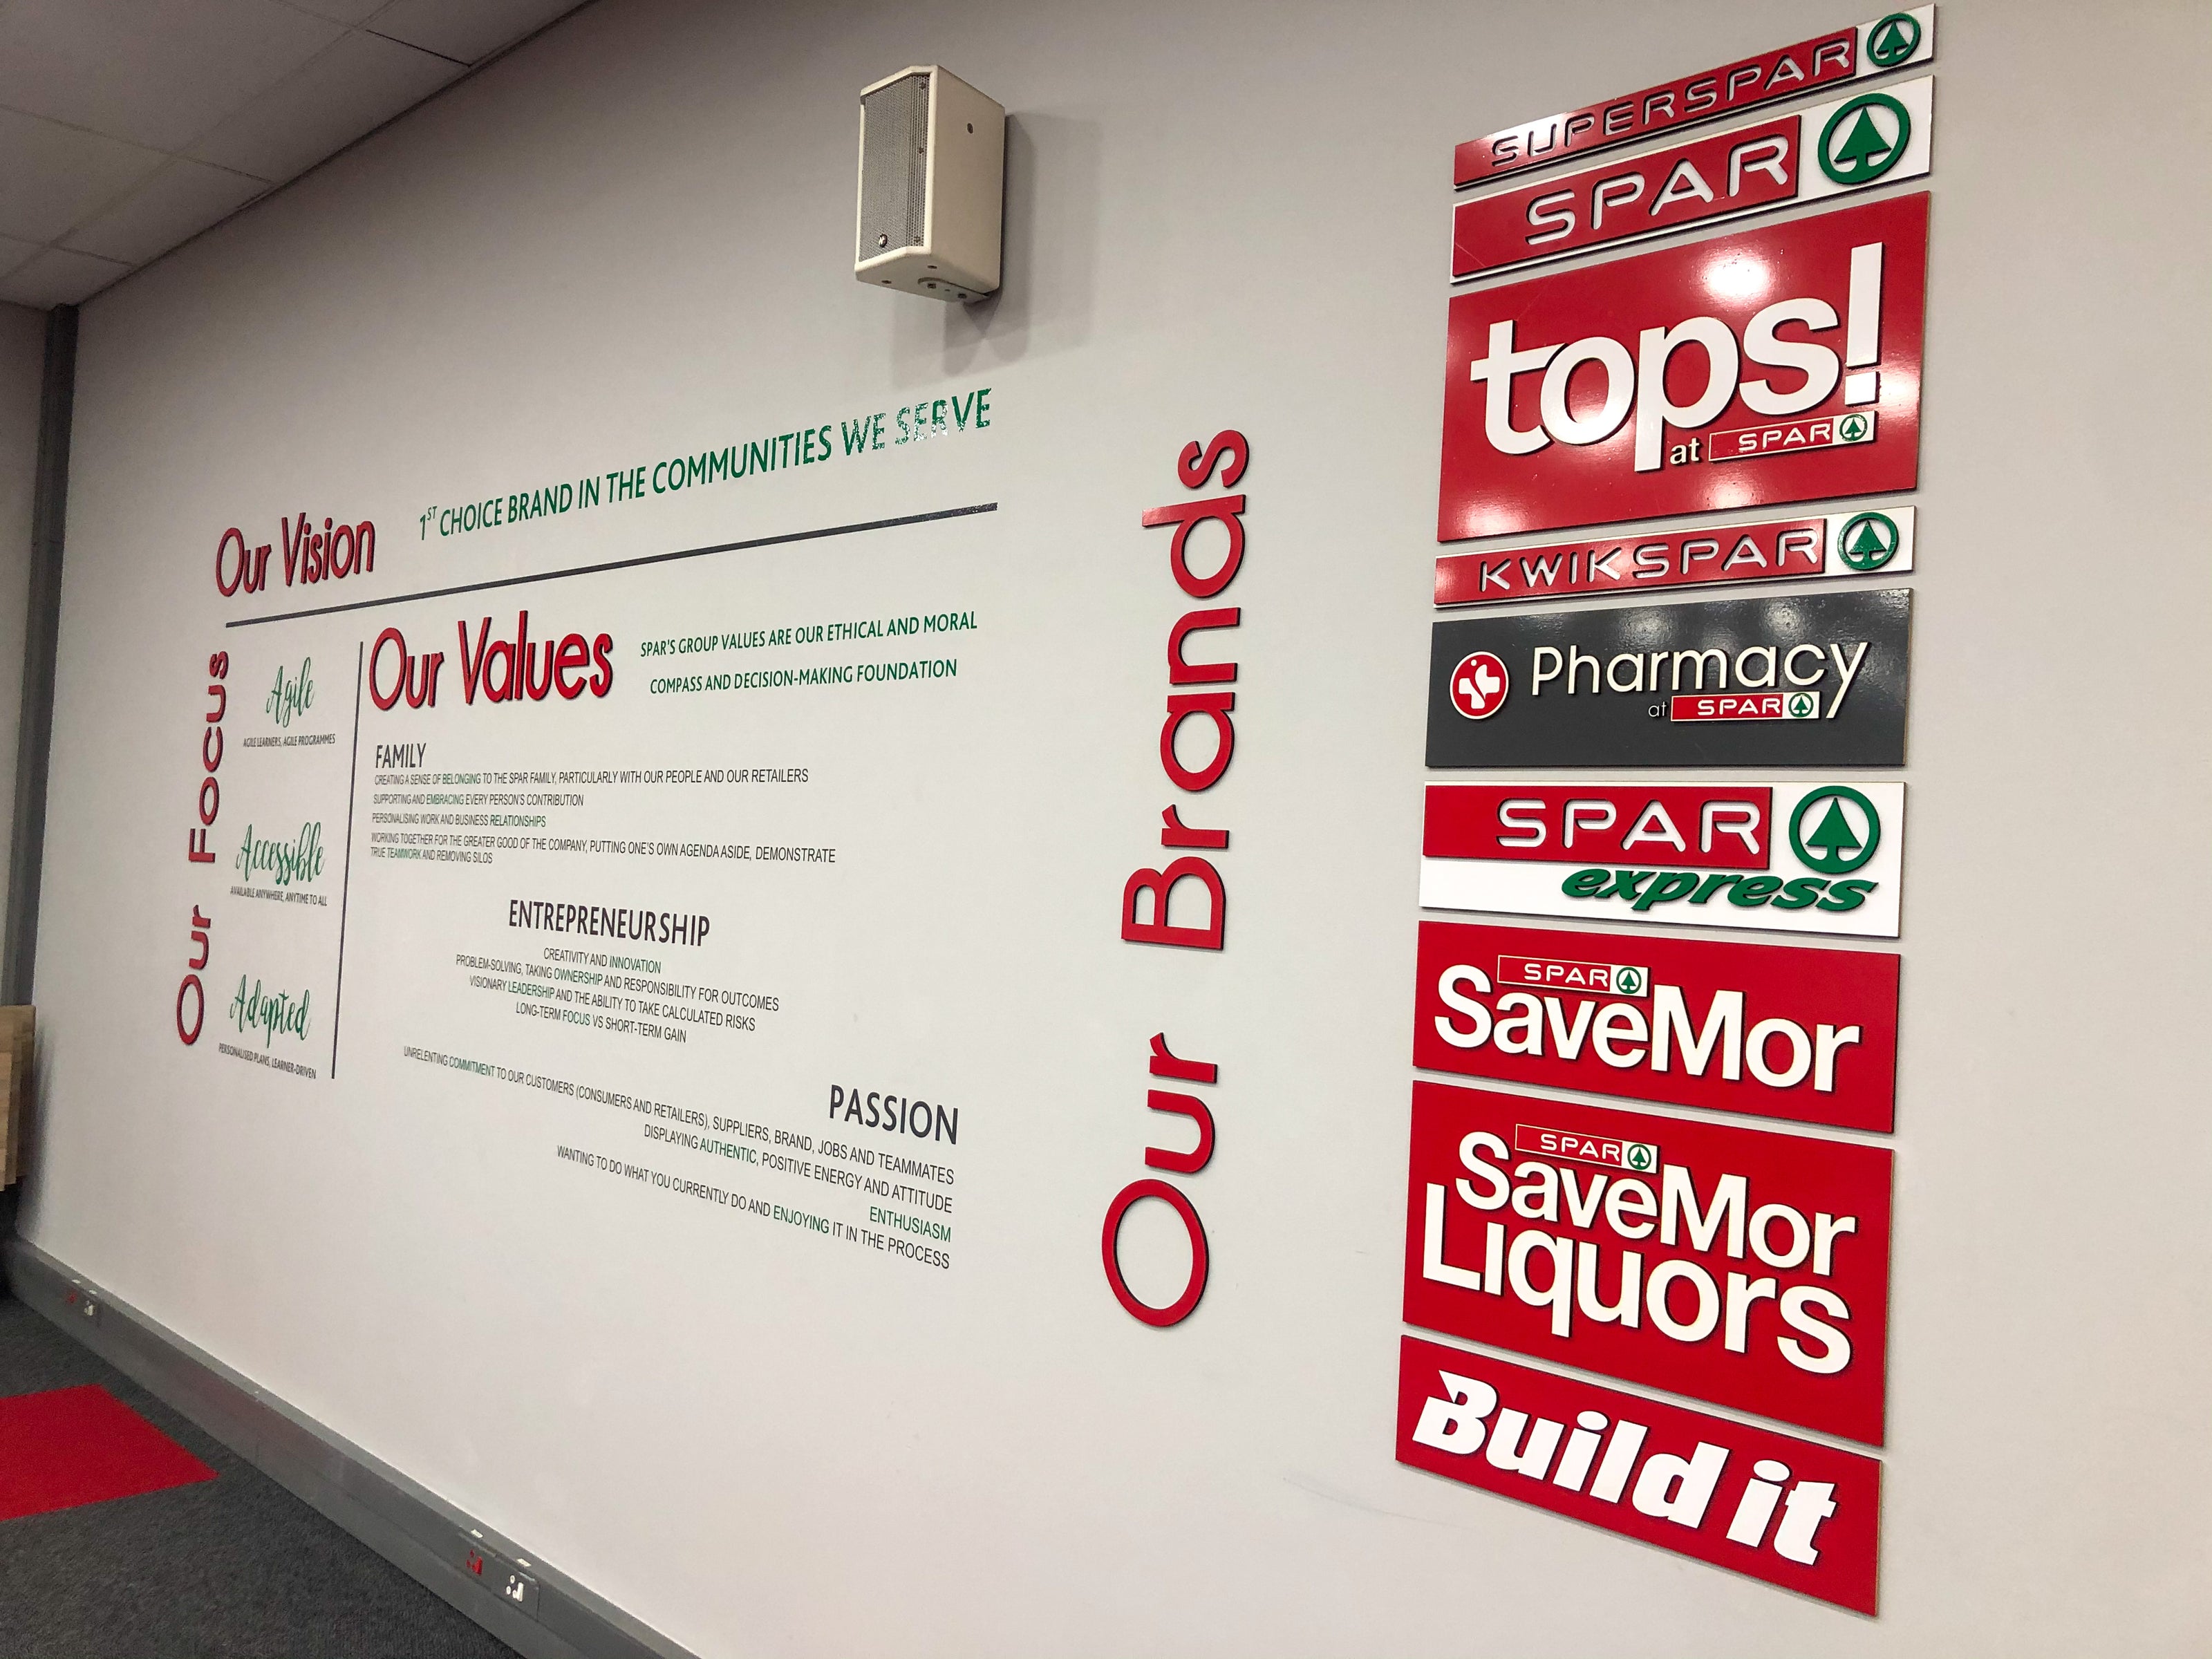 Our Vision
1ST CHOICE BRAND IN THE COMMUNITIES WE SERVE
Our Focus
Agile
AGILE LEARNERS, AGILE PROGRAMMES
Accessible
AVAILABLE ANYWHERE, ANYTIME TO ALL
Adapted
PERSONALISED PLANS, LEARNER-DRIVEN
Our Values
SPAR'S GROUP VALUES ARE OUR ETHICAL AND MORAL
COMPASS AND DECISION-MAKING FOUNDATION
FAMILY
CREATING A SENSE OF BELONGING TO THE SPAR FAMILY, PARTICULARLY WITH OUR PEOPLE AND OUR RETAILERS
SUPPORTING AND EMBRACING EVERY PERSON'S CONTRIBUTION
PERSONALISING WORK AND BUSINESS RELATIONSHIPS
WORKING TOGETHER FOR THE GREATER GOOD OF THE COMPANY, PUTTING ONE'S OWN AGENDA ASIDE, DEMONSTRATE
TRUE TEAMWORK AND REMOVING SILOS
ENTREPRENEURSHIP
CREATIVITY AND INNOVATION
PROBLEM-SOLVING, TAKING OWNERSHIP AND RESPONSIBILITY FOR OUTCOMES
VISIONARY LEADERSHIP AND THE ABILITY TO TAKE CALCULATED RISKS
LONG-TERM FOCUS VS SHORT-TERM GAIN
PASSION
UNRELENTING COMMITMENT TO OUR CUSTOMERS (CONSUMERS AND RETAILERS), SUPPLIERS, BRAND, JOBS AND TEAMMATES
DISPLAYING AUTHENTIC, POSITIVE ENERGY AND ATTITUDE
ENTHUSIASM
WANTING TO DO WHAT YOU CURRENTLY DO AND ENJOYING IT IN THE PROCESS
Our Brands
SUPERSPAR
SPAR
tops!
at SPAR
KWIKSPAR
Pharmacy
at SPAR
SPAR
express
SPAR
SaveMor
SPAR
SaveMor
Liquors
Build it